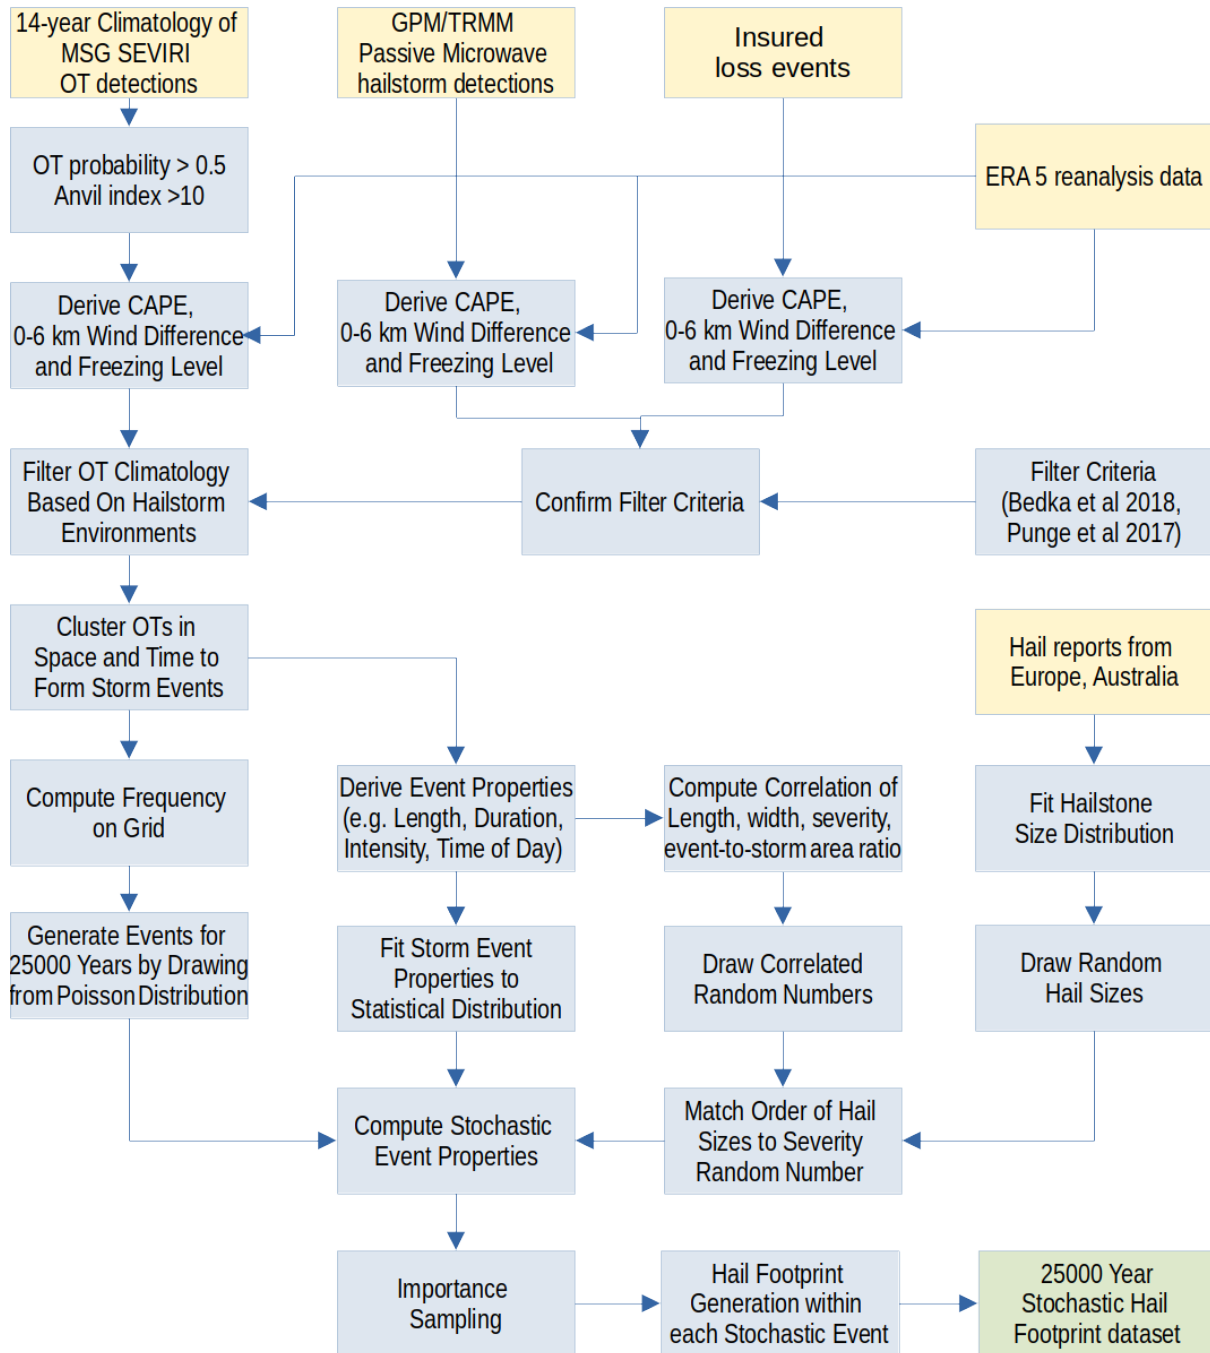 14-year Climatology of
MSG SEVIRI
OT detections
GPM/TRMM
Passive Microwave
hailstorm detections
Insured
loss events
OT probability > 0.5
Anvil index >10
ERA 5 reanalysis data
Derive CAPE,
0-6 km Wind Difference
and Freezing Level
Derive CAPE,
0-6 km Wind Difference
and Freezing Level
Derive CAPE,
0-6 km Wind Difference
and Freezing Level
Filter OT Climatology
Based On Hailstorm
Environments
Confirm Filter Criteria
Filter Criteria
(Bedka et al 2018,
Punge et al 2017)
Cluster OTs in
Space and Time to
Form Storm Events
Hail reports from
Europe, Australia
Compute Frequency
on Grid
Derive Event Properties
(e.g. Length, Duration,
Intensity, Time of Day)
Compute Correlation of
Length, width, severity,
event-to-storm area ratio
Fit Hailstone
Size Distribution
Generate Events for
25000 Years by Drawing
from Poisson Distribution
Fit Storm Event
Properties to
Statistical Distribution
Draw Correlated
Random Numbers
Draw Random
Hail Sizes
Compute Stochastic
Event Properties
Match Order of Hail
Sizes to Severity
Random Number
Importance
Sampling
Hail Footprint
Generation within
each Stochastic Event
25000 Year
Stochastic Hail
Footprint dataset